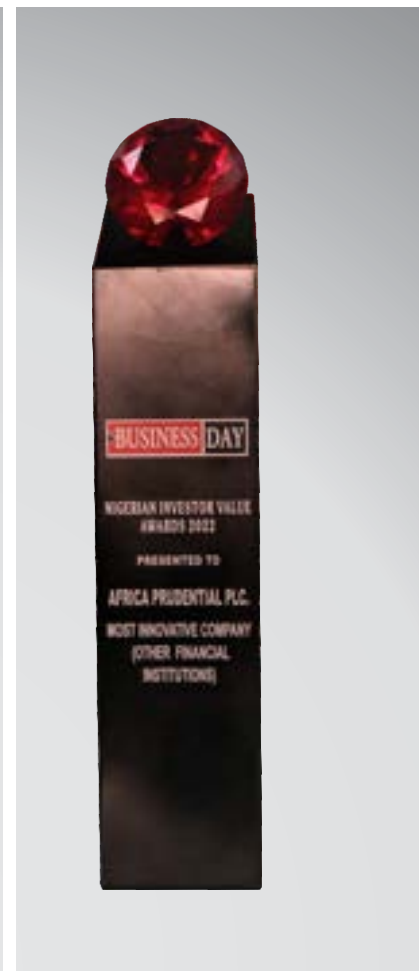 BUSINESS DAY
NIGERIAN INVESTOR VALUE
AWARDS 2022
PRESENTED TO
AFRICA PRUDENTIAL PLC.
MOST INNOVATIVE COMPANY
(OTHER FINANCIAL
INSTITUTIONS)